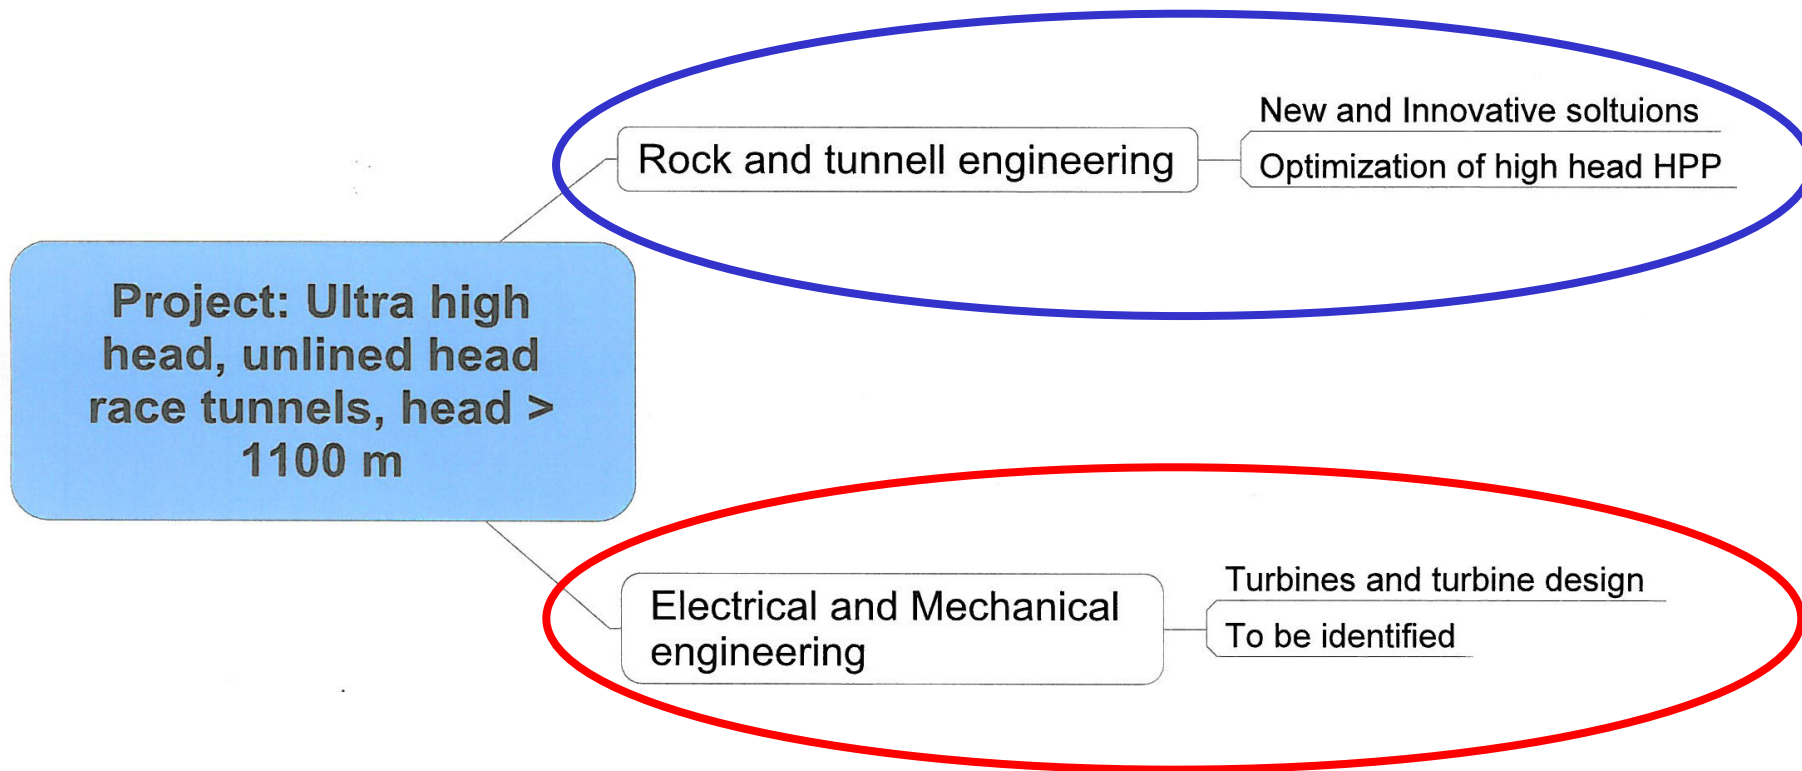 Project: Ultra high
head, unlined head
race tunnels, head >
1100 m
Rock and tunnell engineering
New and Innovative soltuions
Optimization of high head HPP
Electrical and Mechanical
engineering
Turbines and turbine design
To be identified